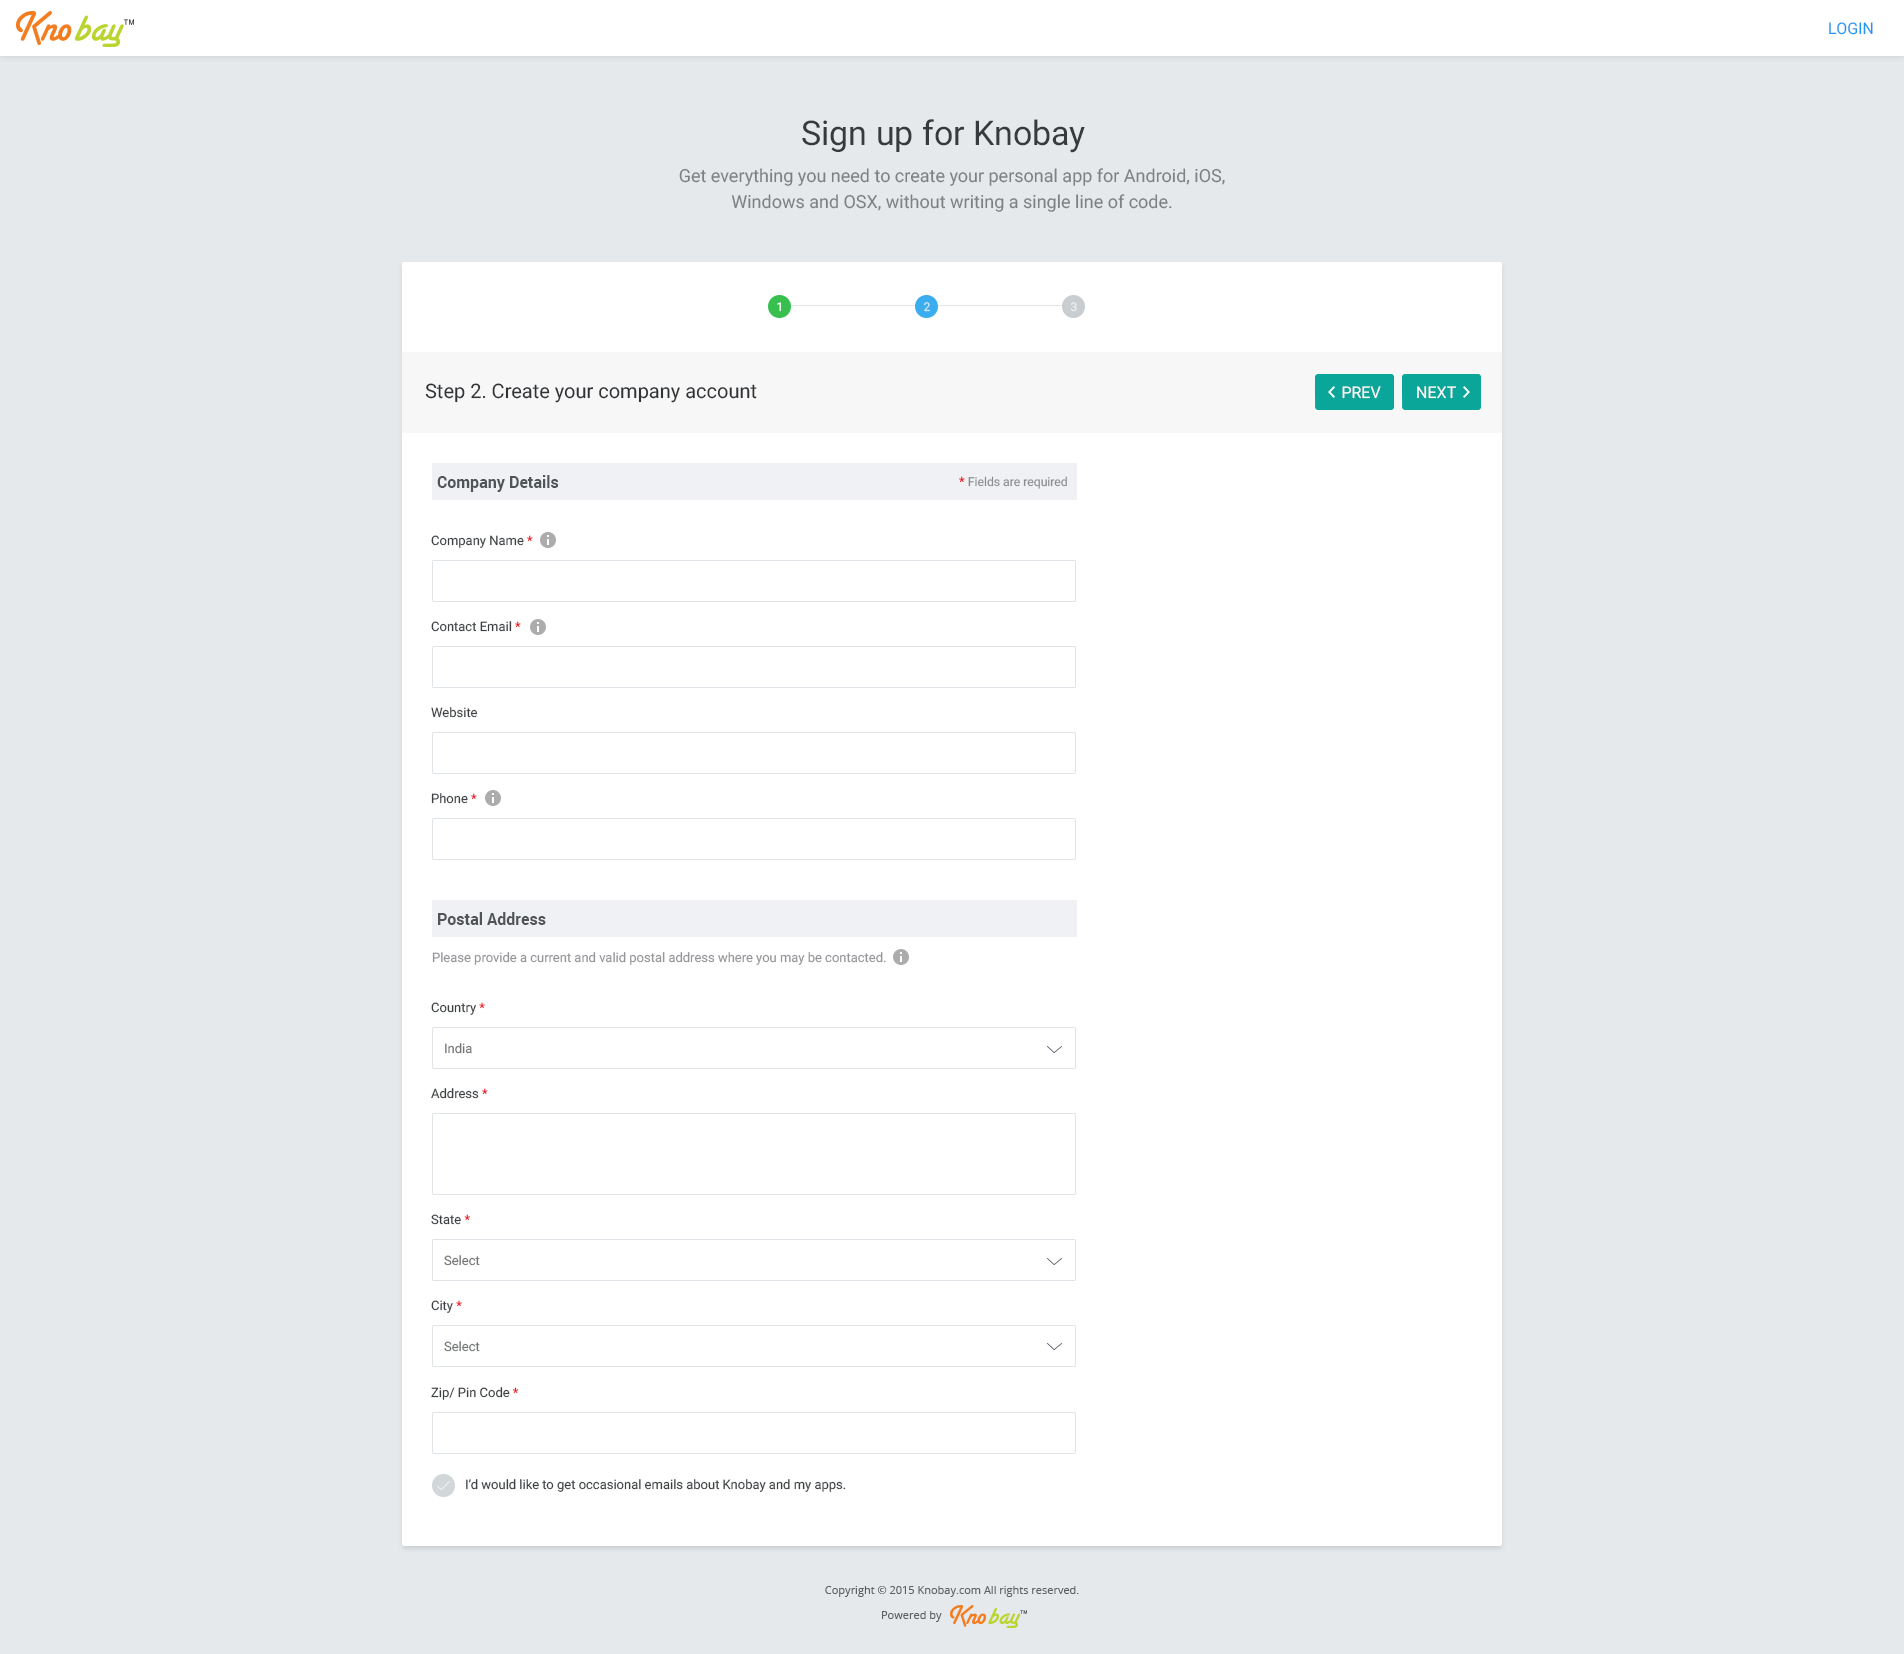 Kno bay™
LOGIN
Sign up for Knobay
Get everything you need to create your personal app for Android, iOS,
Windows and OSX, without writing a single line of code.
1 2 3
Step 2. Create your company account
PREV NEXT
Company Details * Fields are required
Company Name *
Contact Email *
Website
Phone *
Postal Address
Please provide a current and valid postal address where you may be contacted.
Country *
India
Address *
State *
Select
City *
Select
Zip/ Pin Code *
I'd would like to get occasional emails about Knobay and my apps.
Copyright © 2015 Knobay.com All rights reserved.
Powered by Kno bay™